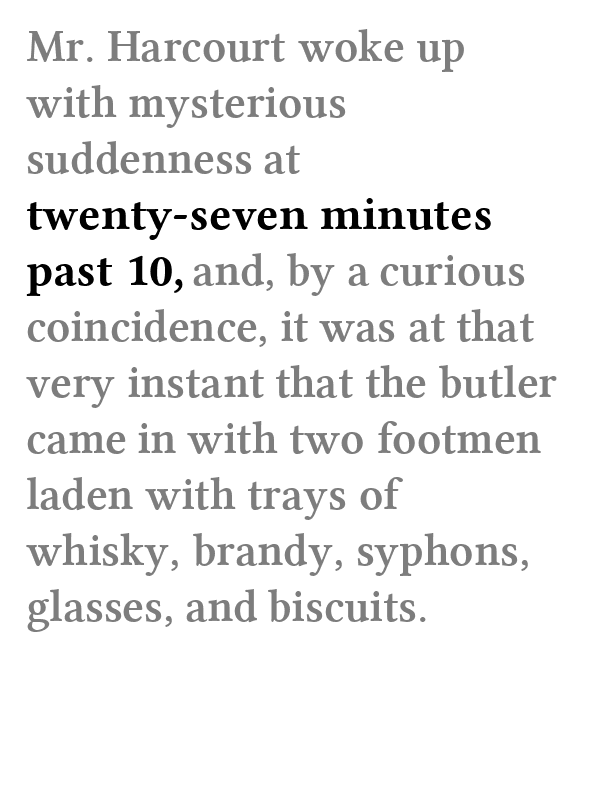 Mr. Harcourt woke up
with mysterious
suddenness at
twenty-seven minutes
past 10, and, by a curious
coincidence, it was at that
very instant that the butler
came in with two footmen
laden with trays of
whisky, brandy, syphons,
glasses, and biscuits.